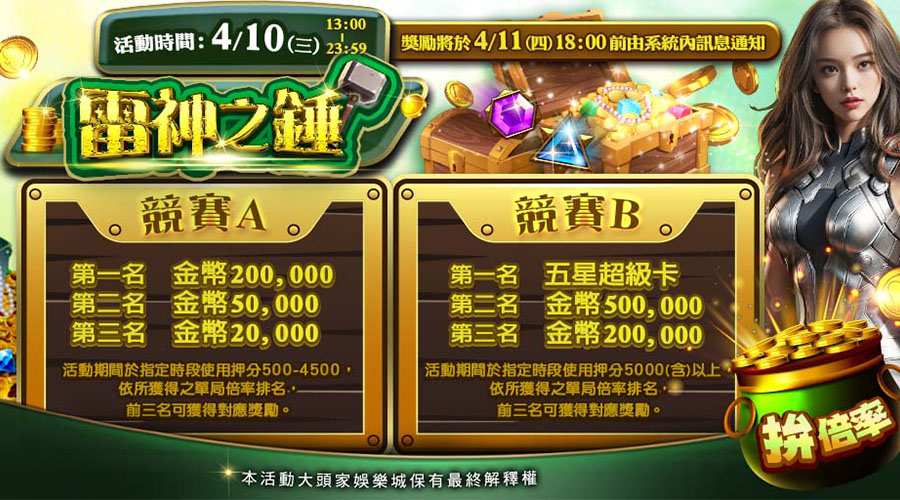 活動時間：4/10(三) 13:00 | 23:59
獎勵將於4/11(四)18:00前由系統內訊息通知
雷神之錘
競賽A
第一名 金幣200,000
第二名 金幣50,000
第三名 金幣20,000
活動期間於指定時段使用押分500-4500，
依所獲得之單局倍率排名，
前三名可獲得對應獎勵。
競賽B
第一名 五星超級卡
第二名 金幣500,000
第三名 金幣200,000
活動期間於指定時段使用押分5000(含)以上，
依所獲得之單局倍率排名，
前三名可獲得對應獎勵。
拚倍率
本活動大頭家娛樂城保有最終解釋權